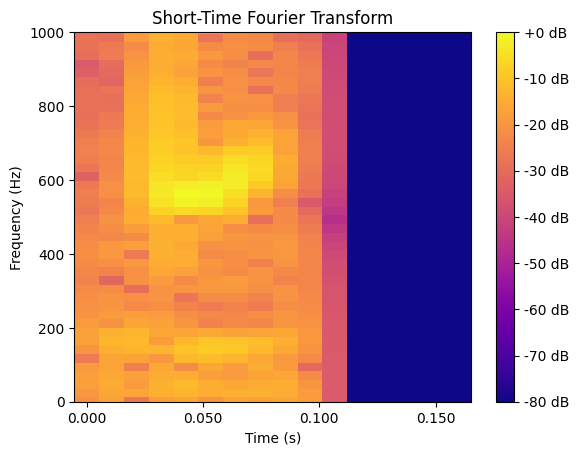 Short-Time Fourier Transform
Frequency (Hz)
1000
800
600
400
200
0
0.000
0.050
0.100
0.150
Time (s)
+0 dB
-10 dB
-20 dB
-30 dB
-40 dB
-50 dB
-60 dB
-70 dB
-80 dB